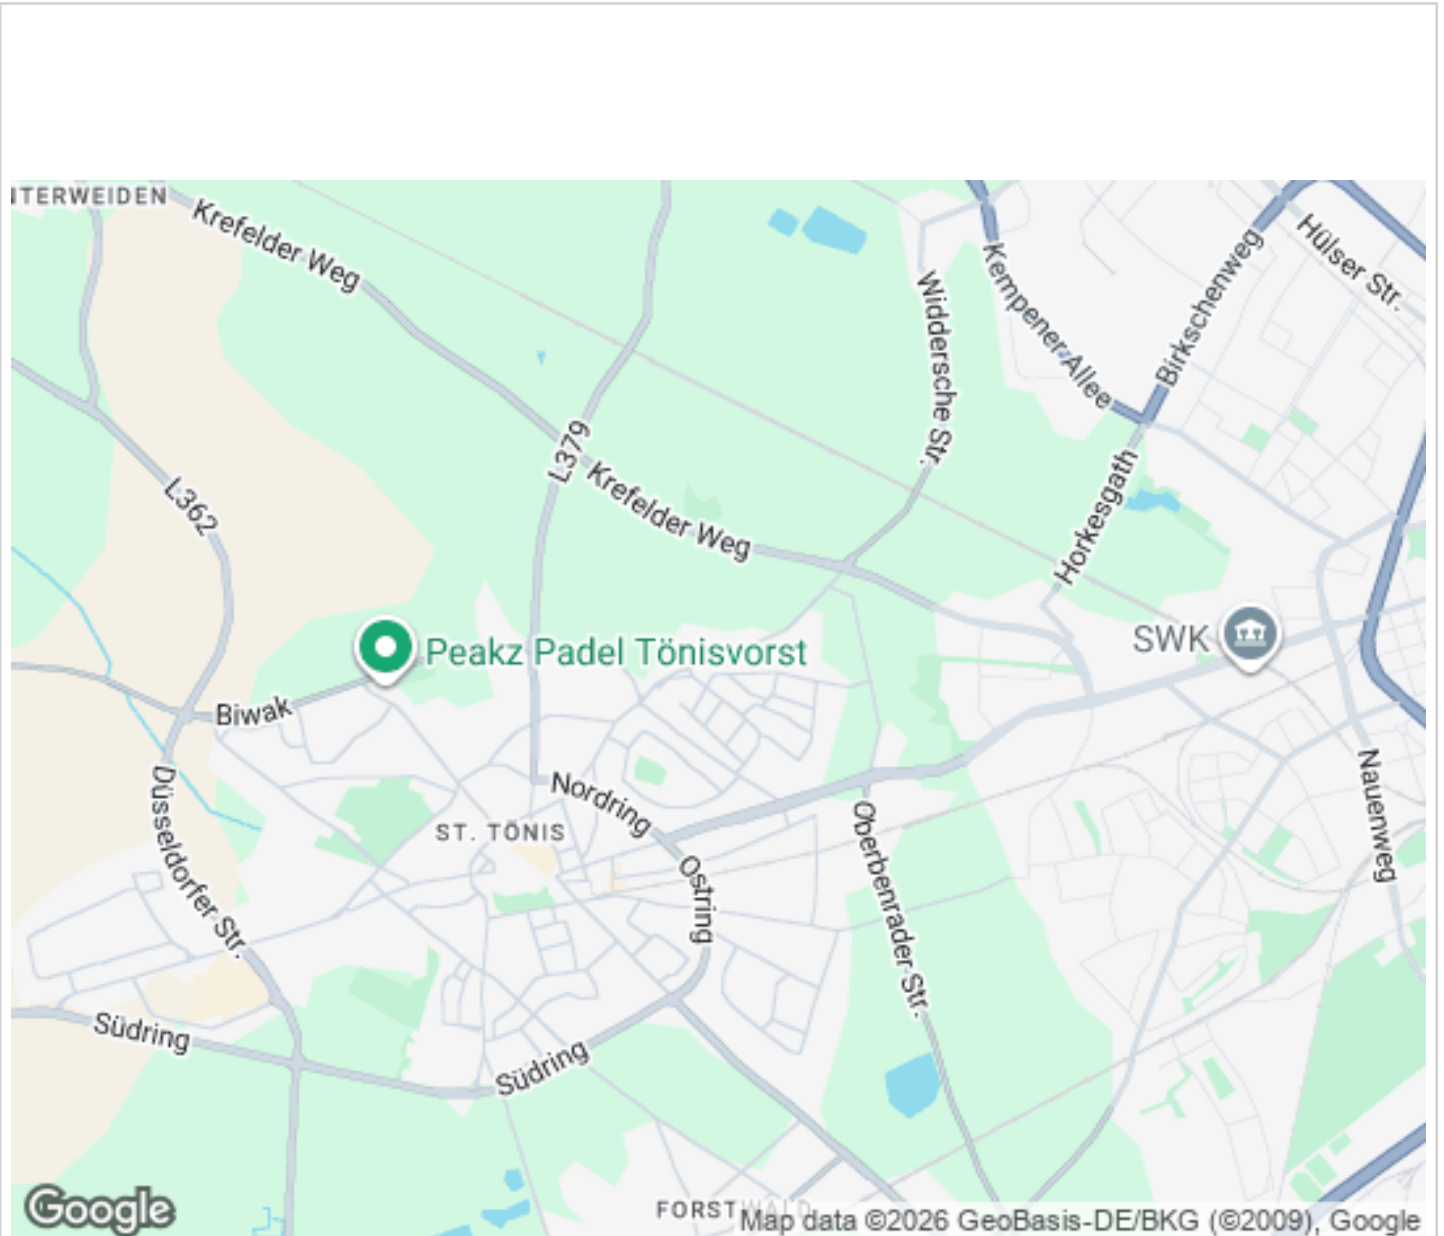 NTERWEIDEN
Krefelder Weg
Hülser Str.
Kempener Allee
Birkschenweg
Widdersche Str.
L379
L362
Krefelder Weg
Horkesgath
SWK
Peakz Padel Tönisvorst
Biwak
Düsseldorfer Str.
Nordring
ST. TÖNIS
Ostring
Oberbenrader Str.
Nauenweg
Südring
Südring
FORSTWALD
Google
Map data ©2026 GeoBasis-DE/BKG (©2009), Google